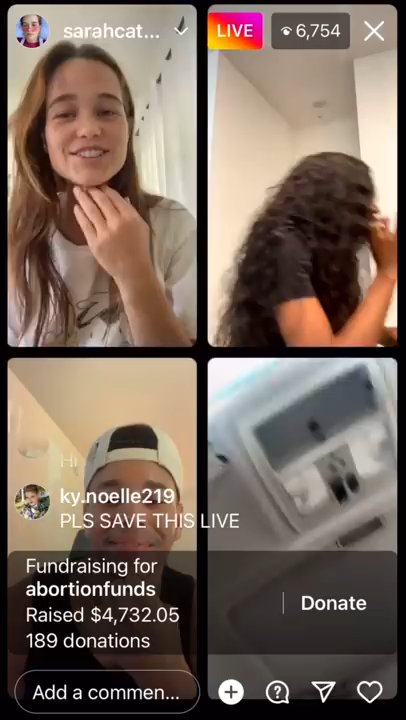 sarahcat...
LIVE
6,754
Hi
ky.noelle219
PLS SAVE THIS LIVE
Fundraising for
abortionfunds
Raised $4,732.05
189 donations
Donate
Add a commen...